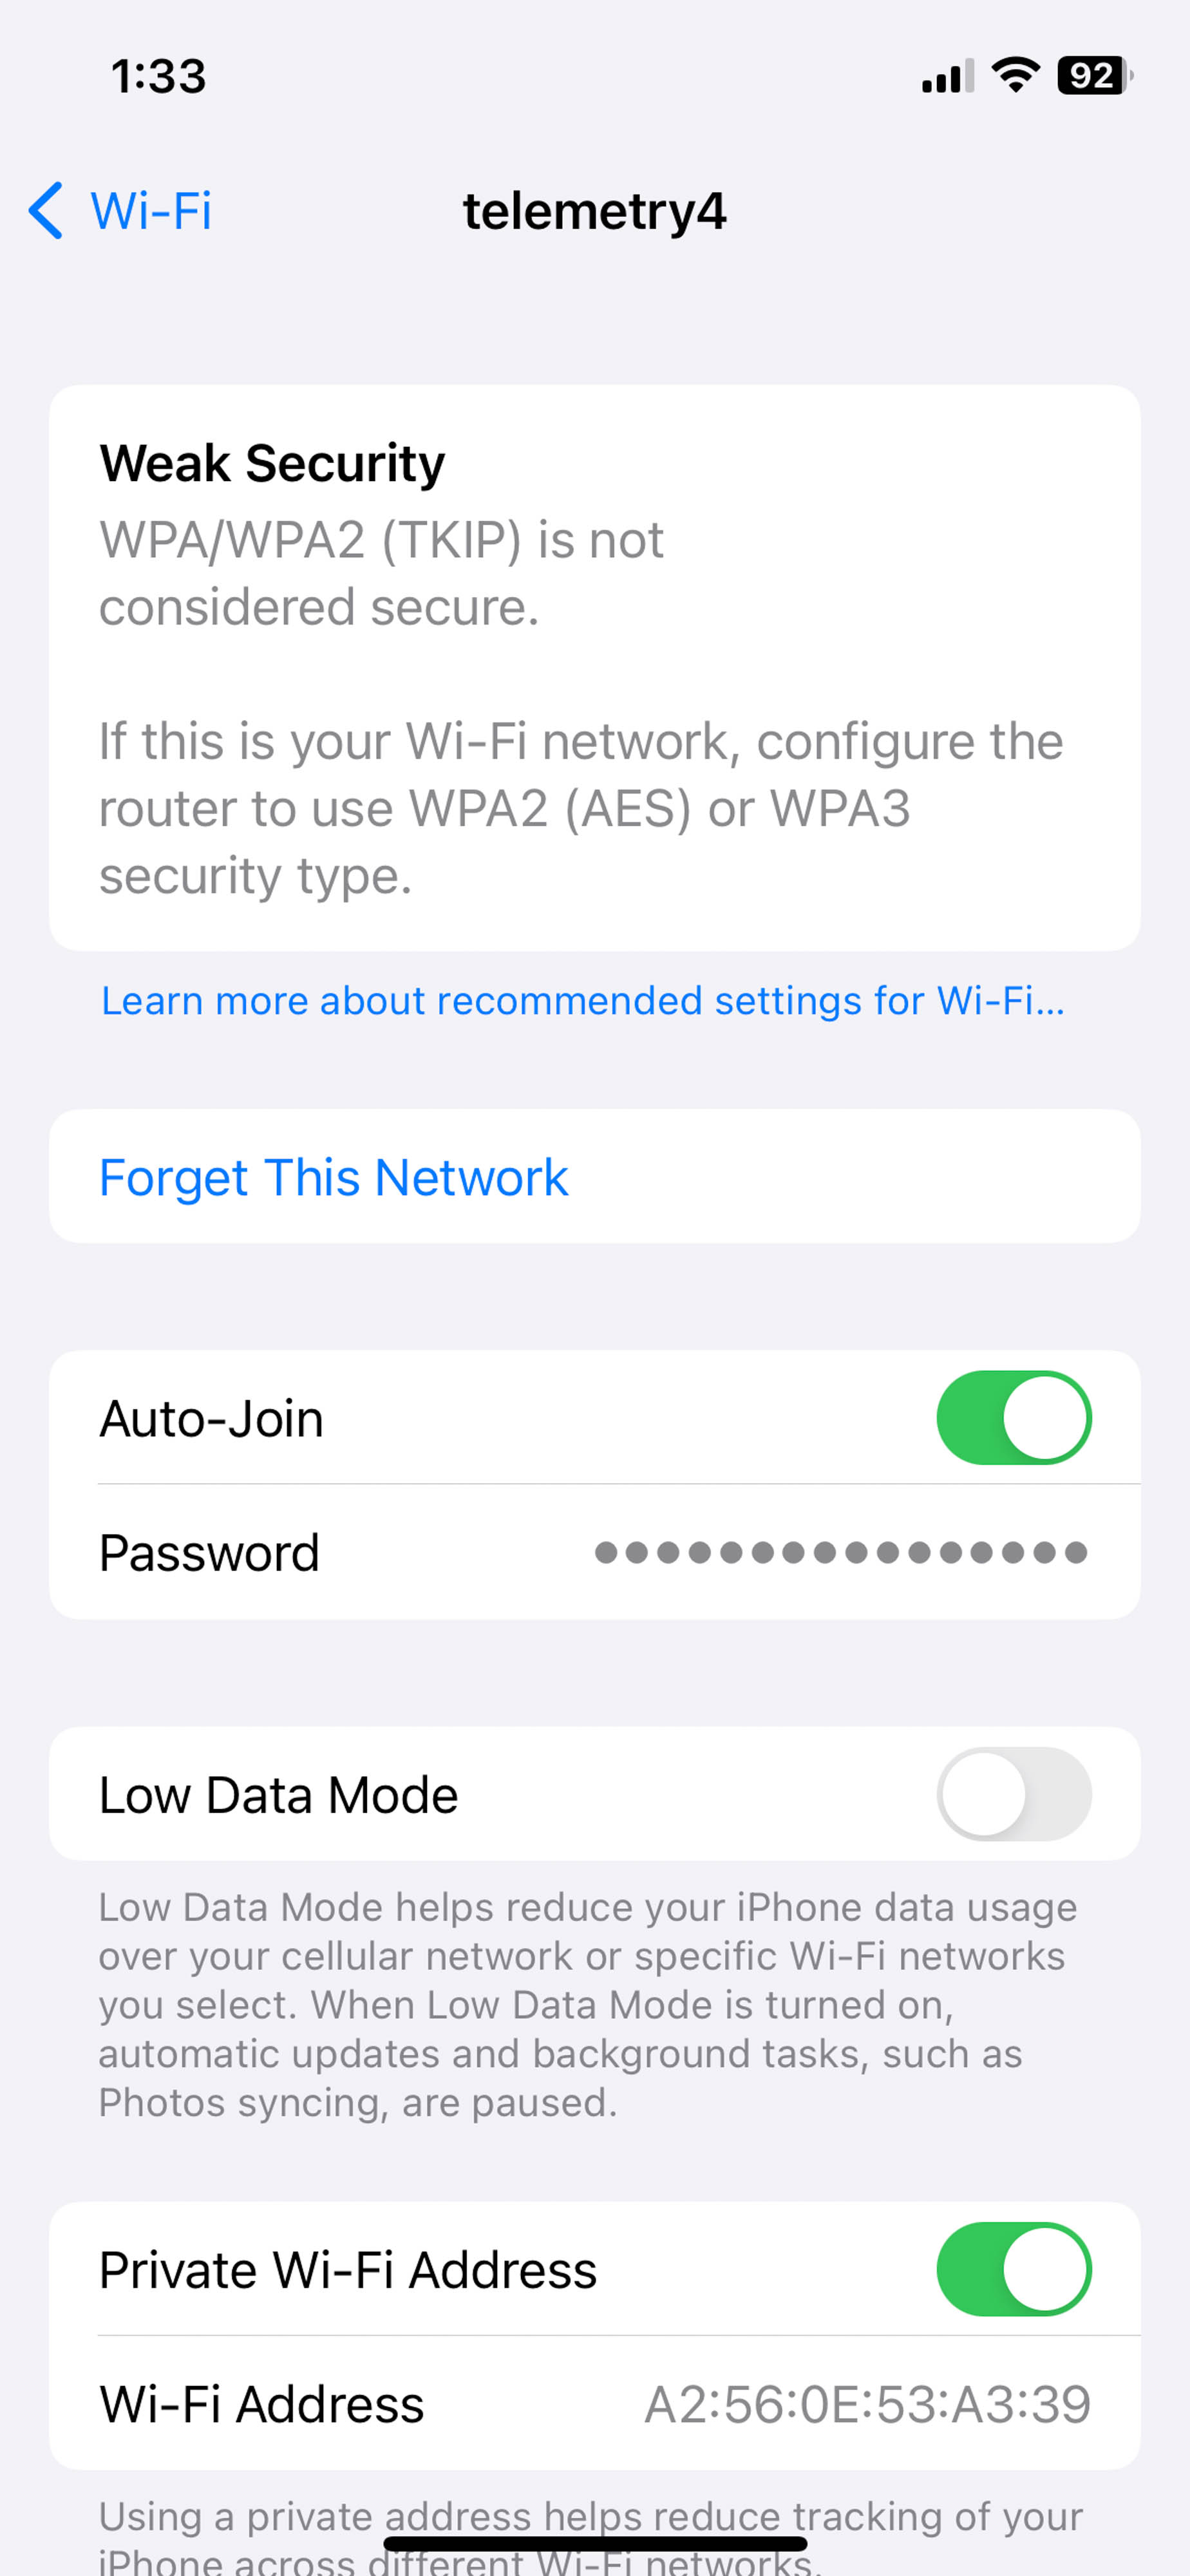 1:33
92
Wi-Fi
telemetry4
Weak Security
WPA/WPA2 (TKIP) is not
considered secure.
If this is your Wi-Fi network, configure the
router to use WPA2 (AES) or WPA3
security type.
Learn more about recommended settings for Wi-Fi...
Forget This Network
Auto-Join
Password ••••••••••••••••
Low Data Mode
Low Data Mode helps reduce your iPhone data usage
over your cellular network or specific Wi-Fi networks
you select. When Low Data Mode is turned on,
automatic updates and background tasks, such as
Photos syncing, are paused.
Private Wi-Fi Address
Wi-Fi Address A2:56:0E:53:A3:39
Using a private address helps reduce tracking of your
iPhone across different Wi-Fi networks.